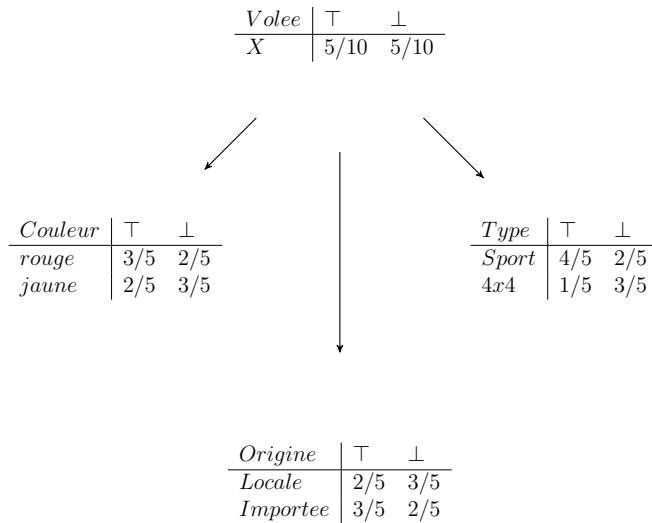 Volee ⊤ ⊥
X 5/10 5/10
Couleur ⊤ ⊥
rouge 3/5 2/5
jaune 2/5 3/5
Type ⊤ ⊥
Sport 4/5 2/5
4x4 1/5 3/5
Origine ⊤ ⊥
Locale 2/5 3/5
Importee 3/5 2/5